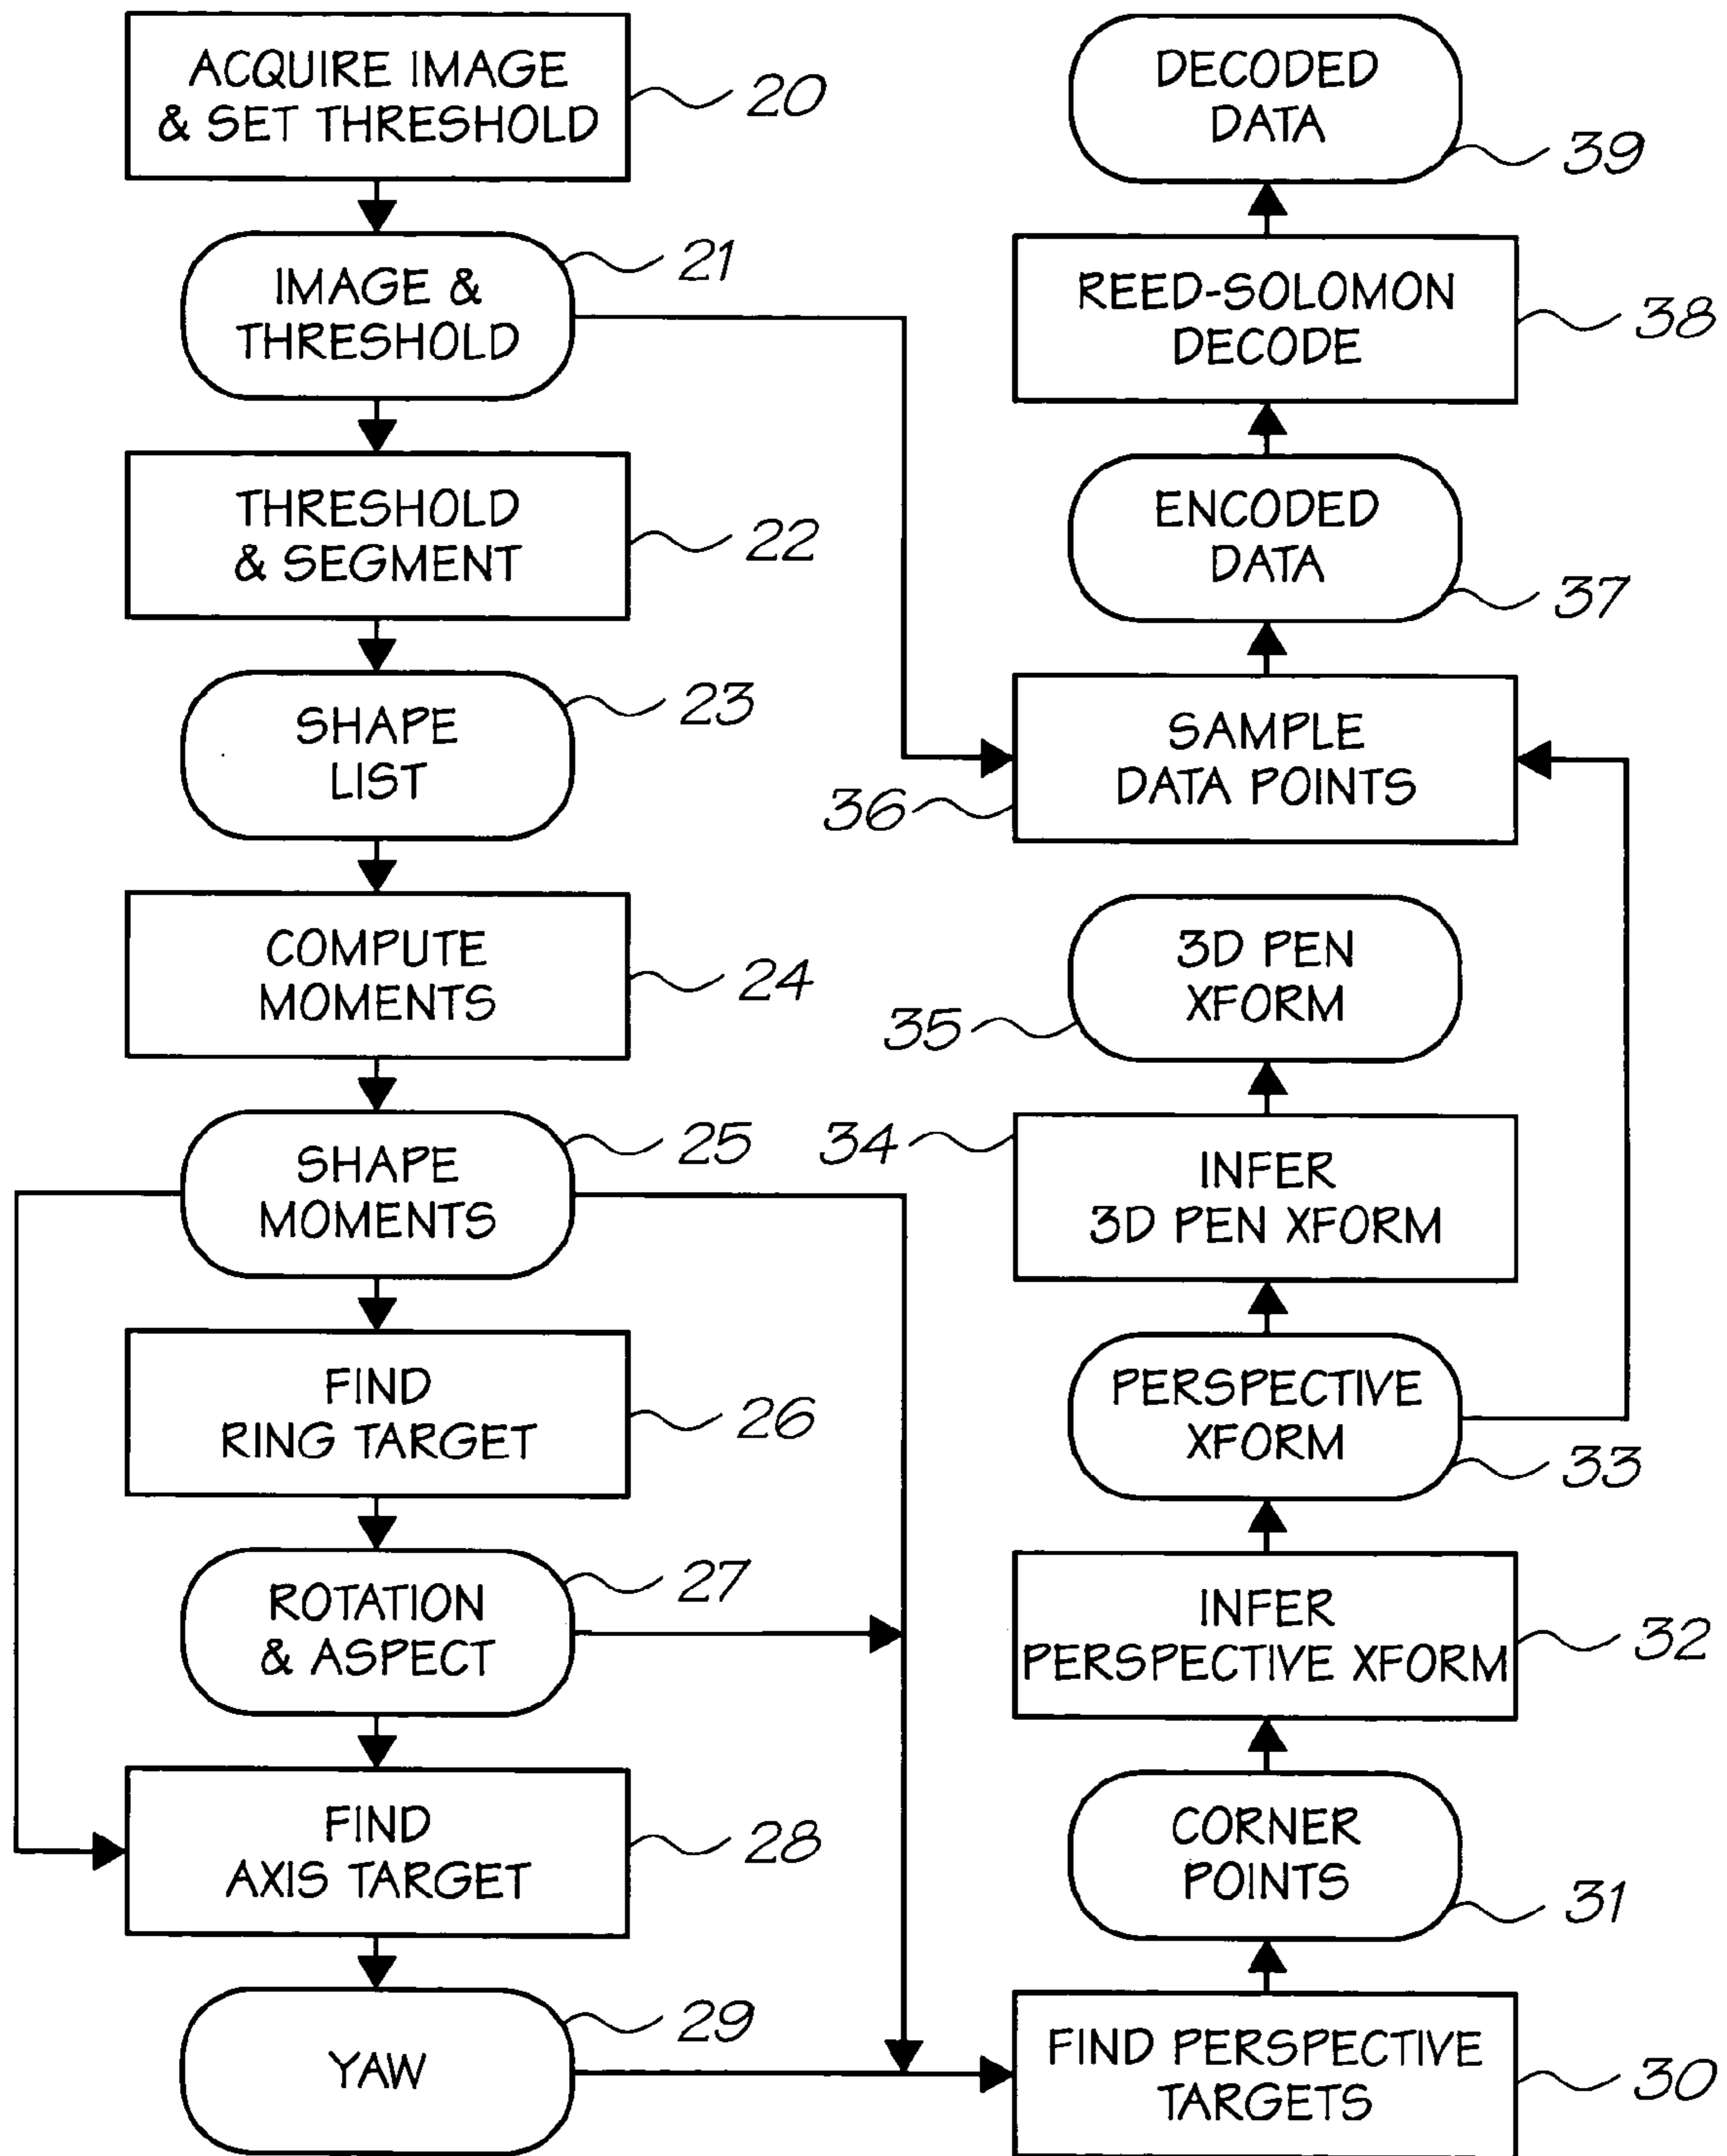 ACQUIRE IMAGE
& SET THRESHOLD
20
IMAGE &
THRESHOLD
21
THRESHOLD
& SEGMENT
22
SHAPE
LIST
23
COMPUTE
MOMENTS
24
SHAPE
MOMENTS
25
FIND
RING TARGET
26
ROTATION
& ASPECT
27
FIND
AXIS TARGET
28
YAW
29
DECODED
DATA
39
REED-SOLOMON
DECODE
38
ENCODED
DATA
37
SAMPLE
DATA POINTS
36
3D PEN
XFORM
35
INFER
3D PEN XFORM
34
PERSPECTIVE
XFORM
33
INFER
PERSPECTIVE XFORM
32
CORNER
POINTS
31
FIND PERSPECTIVE
TARGETS
30